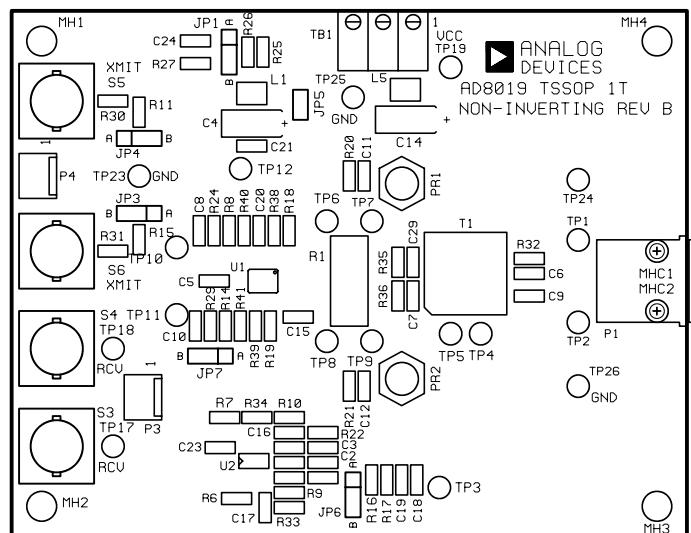 MH1
C24
R27
JP1
A
B
R26
R25
TB1
1
VCC
TP19
MH4
ANALOG
DEVICES
AD8019 TSSOP 1T
NON-INVERTING REV B
XMIT
S5
R30
R11
A
B
JP4
L1
C4
+
JP5
TP25
GND
L5
C14
+
C21
1
P4
TP23
GND
TP12
R20
C11
PR1
JP3
B
A
TP24
C8
R24
R8
R40
C20
R38
R18
TP6
TP7
T1
TP1
R31
R15
TP10
S6
XMIT
R1
C29
R35
R32
C6
C9
MHC1
MHC2
C5
U1
R36
C7
P1
S4
TP18
RCV
TP11
C10
R29
R14
R41
R39
R19
C15
TP8
TP9
TP5
TP4
TP2
B
A
JP7
1
P3
PR2
TP26
GND
R21
C12
S3
TP17
RCV
R7
R34
R10
C16
R22
C3
C2
C23
U2
R9
R6
C17
R33
A
JP6
B
R16
R17
C19
C18
TP3
MH2
MH3